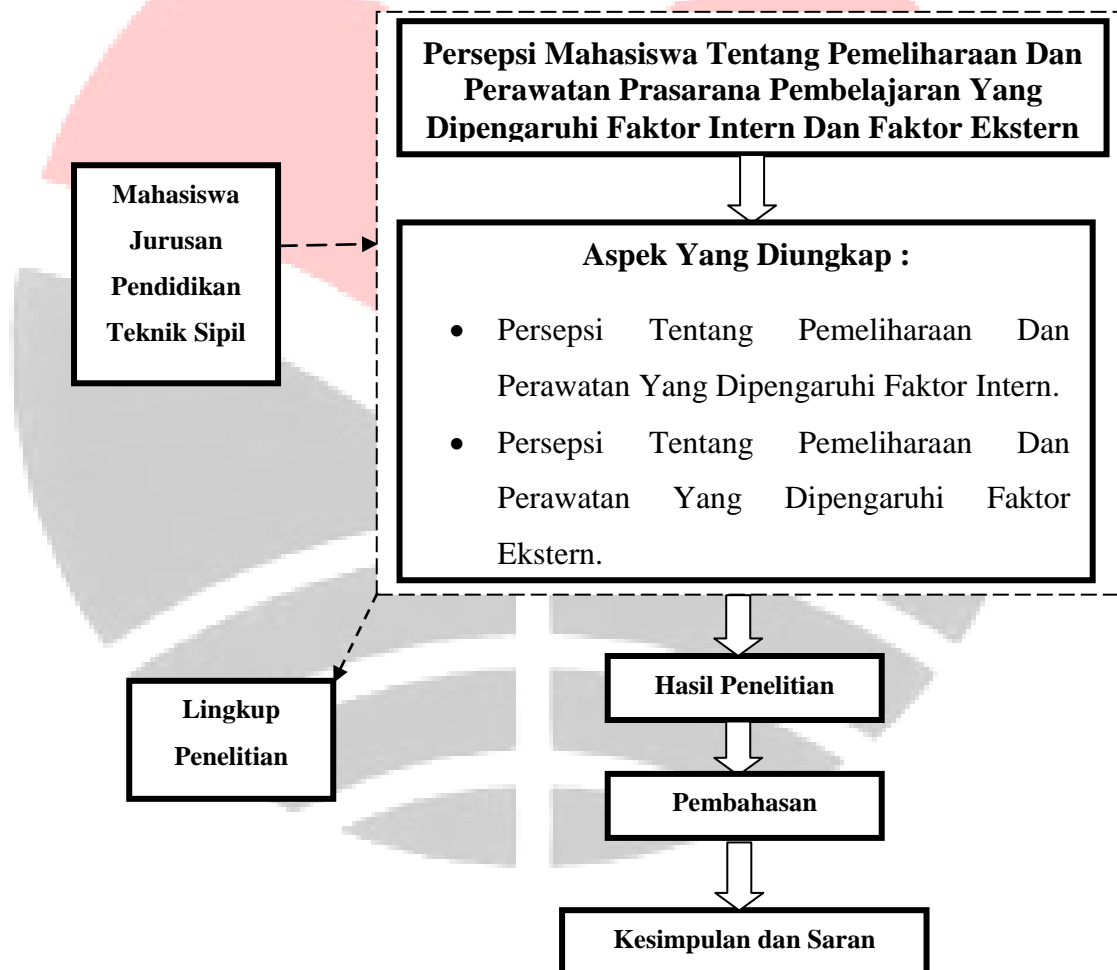 Persepsi Mahasiswa Tentang Pemeliharaan Dan
Perawatan Prasarana Pembelajaran Yang
Dipengaruhi Faktor Intern Dan Faktor Ekstern
Mahasiswa
Jurusan
Pendidikan
Teknik Sipil
Aspek Yang Diungkap :
• Persepsi Tentang Pemeliharaan Dan
Perawatan Yang Dipengaruhi Faktor Intern.
• Persepsi Tentang Pemeliharaan Dan
Perawatan Yang Dipengaruhi Faktor
Ekstern.
Lingkup
Penelitian
Hasil Penelitian
Pembahasan
Kesimpulan dan Saran